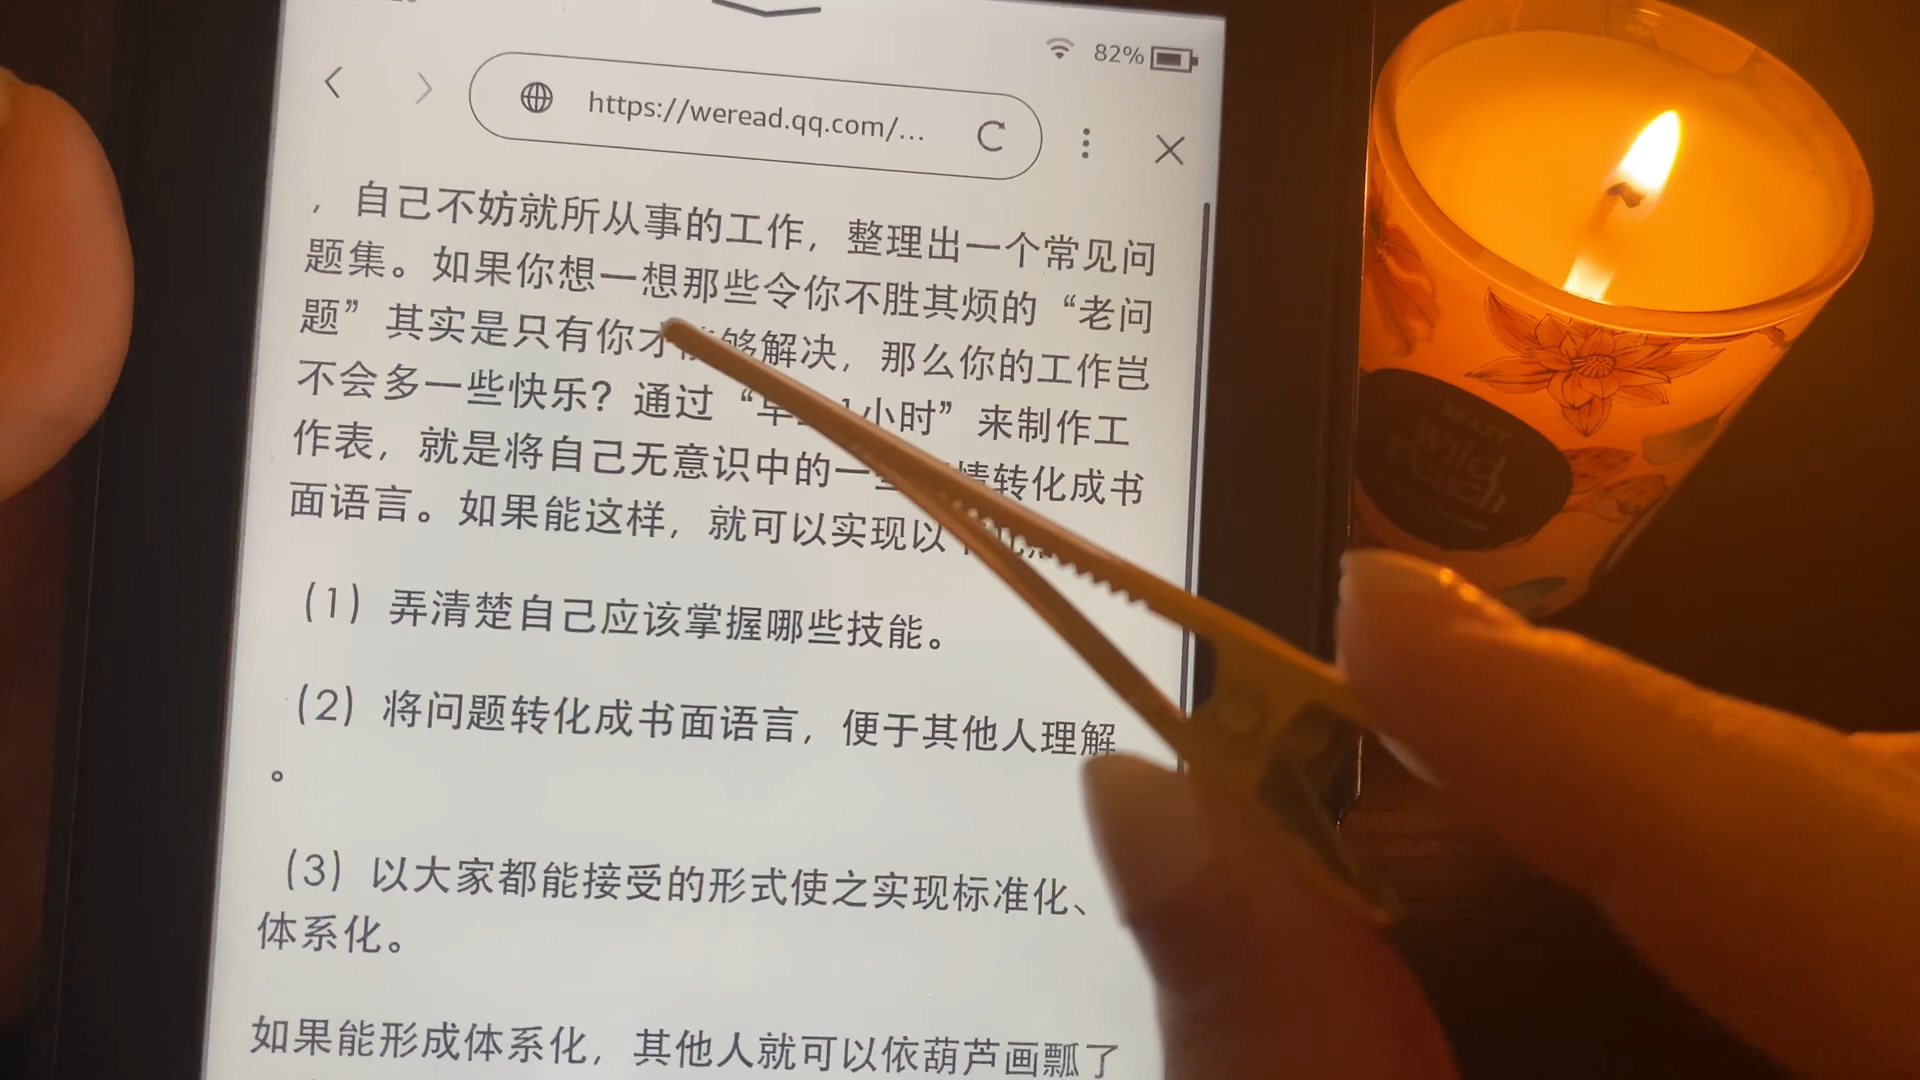 82%
https://weread.qq.com/...
，自己不妨就所从事的工作，整理出一个常见问
题集。如果你想一想那些令你不胜其烦的“老问
题”其实是只有你才能够解决，那么你的工作岂
不会多一些快乐？通过“早 1小时”来制作工
作表，就是将自己无意识中的一些 情转化成书
面语言。如果能这样，就可以实现以
（1）弄清楚自己应该掌握哪些技能。
（2）将问题转化成书面语言，便于其他人理解
。
（3）以大家都能接受的形式使之实现标准化、
体系化。
如果能形成体系化，其他人就可以依葫芦画瓢了
wild